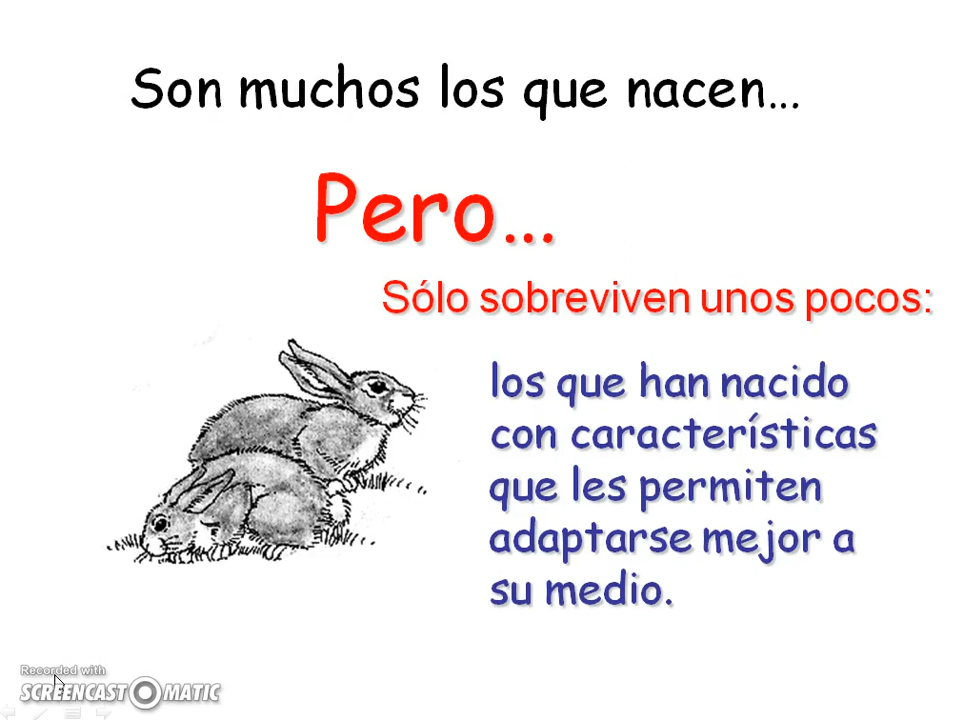 Son muchos los que nacen...
Pero...
Sólo sobreviven unos pocos:
los que han nacido
con características
que les permiten
adaptarse mejor a
su medio.
Recorded with
SCREENCAST-O-MATIC